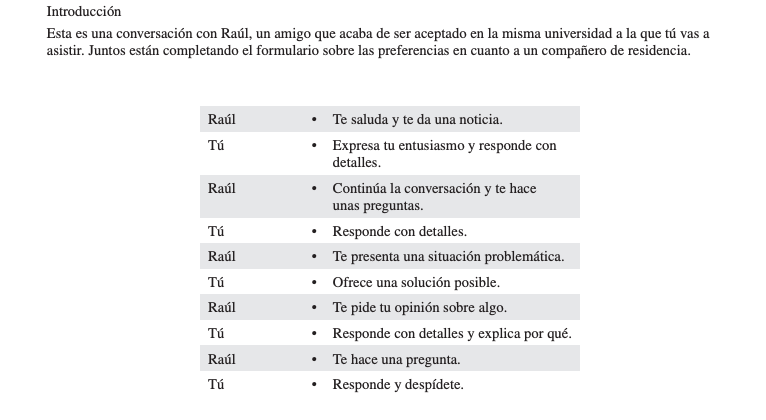 Introducción
Esta es una conversación con Raúl, un amigo que acaba de ser aceptado en la misma universidad a la que tú vas a
asistir. Juntos están completando el formulario sobre las preferencias en cuanto a un compañero de residencia.
Raúl • Te saluda y te da una noticia.
Tú • Expresa tu entusiasmo y responde con
detalles.
Raúl • Continúa la conversación y te hace
unas preguntas.
Tú • Responde con detalles.
Raúl • Te presenta una situación problemática.
Tú • Ofrece una solución posible.
Raúl • Te pide tu opinión sobre algo.
Tú • Responde con detalles y explica por qué.
Raúl • Te hace una pregunta.
Tú • Responde y despídete.